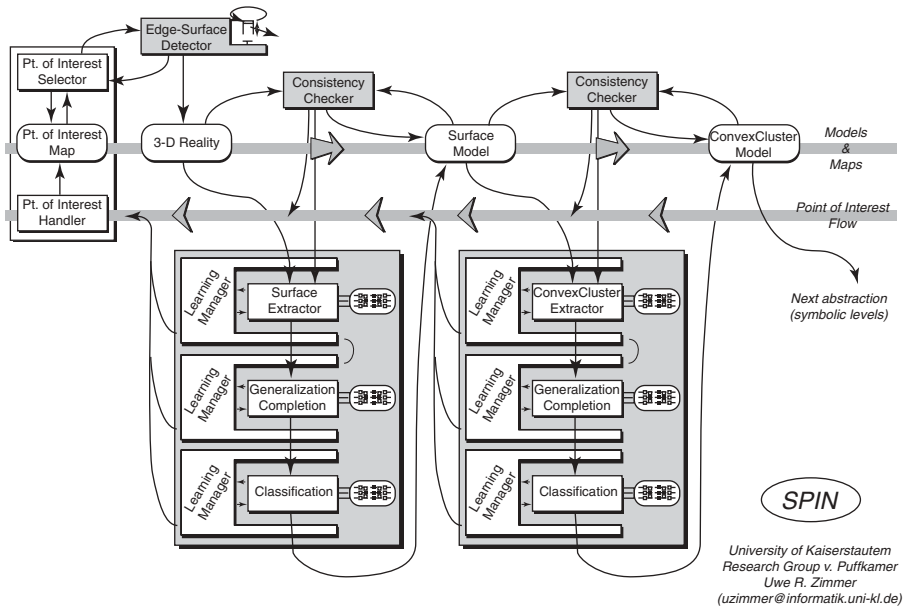 Edge-Surface
Detector
Pt. of Interest
Selector
Consistency
Checker
Consistency
Checker
Pt. of Interest
Map
3-D Reality
Surface
Model
ConvexCluster
Model
Models
&
Maps
Pt. of Interest
Handler
Point of Interest
Flow
Learning
Manager
Surface
Extractor
Learning
Manager
ConvexCluster
Extractor
Next abstraction
(symbolic levels)
Learning
Manager
Generalization
Completion
Learning
Manager
Generalization
Completion
Learning
Manager
Classification
Learning
Manager
Classification
SPIN
University of Kaiserstautem
Research Group v. Puffkamer
Uwe R. Zimmer
(uzimmer@informatik.uni-kl.de)